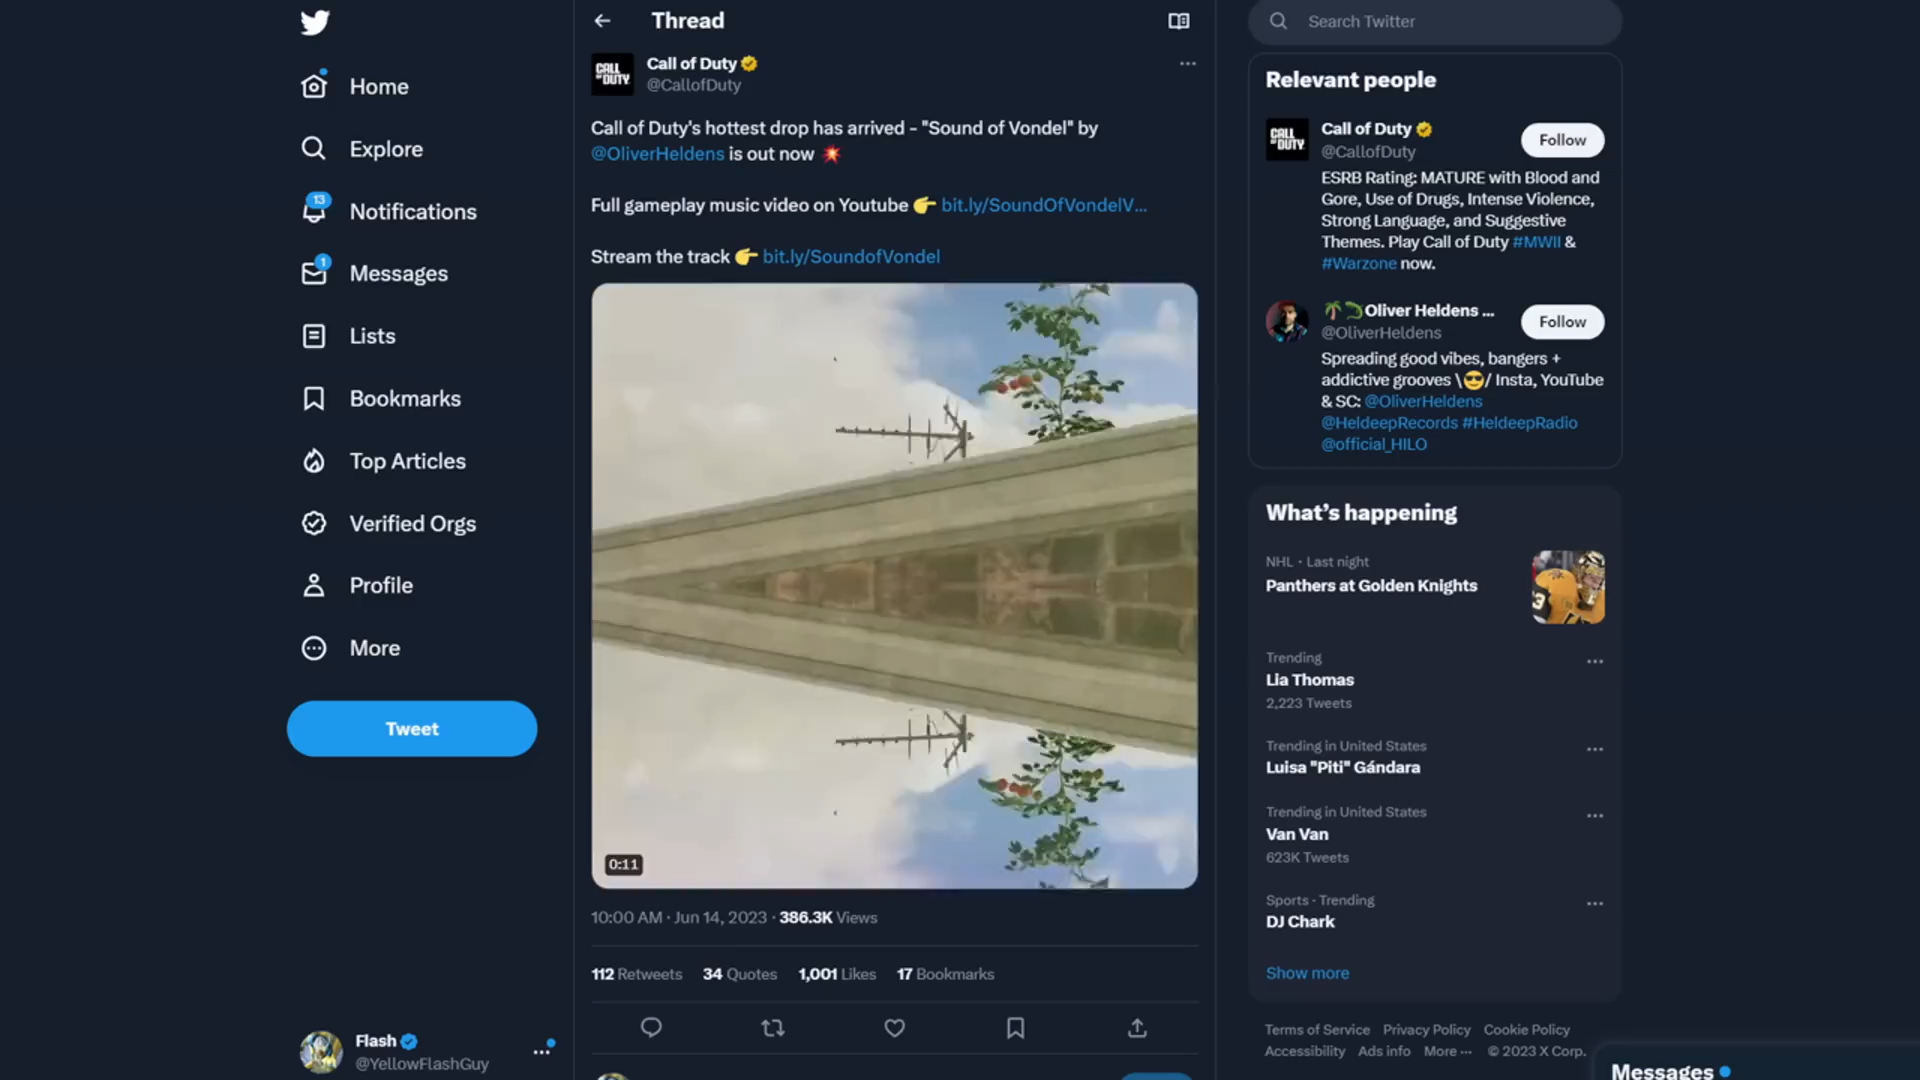 Home
Explore
13
Notifications
1
Messages
Lists
Bookmarks
Top Articles
Verified Orgs
Profile
More
Tweet
Flash
@YellowFlashGuy
Thread
CALL OF DUTY
Call of Duty
@CallofDuty
Call of Duty's hottest drop has arrived - "Sound of Vondel" by
@OliverHeldens is out now 💥
Full gameplay music video on Youtube 👉 bit.ly/SoundOfVondelV...
Stream the track 👉 bit.ly/SoundofVondel
0:11
10:00 AM · Jun 14, 2023 · 386.3K Views
112 Retweets 34 Quotes 1,001 Likes 17 Bookmarks
Search Twitter
Relevant people
CALL OF DUTY
Call of Duty
@CallofDuty
Follow
ESRB Rating: MATURE with Blood and
Gore, Use of Drugs, Intense Violence,
Strong Language, and Suggestive
Themes. Play Call of Duty #MWII &
#Warzone now.
🌴🦎Oliver Heldens ...
@OliverHeldens
Follow
Spreading good vibes, bangers +
addictive grooves \😎/ Insta, YouTube
& SC: @OliverHeldens
@HeldeepRecords #HeldeepRadio
@official_HILO
What's happening
NHL · Last night
Panthers at Golden Knights
Trending
Lia Thomas
2,223 Tweets
Trending in United States
Luisa "Piti" Gándara
Trending in United States
Van Van
623K Tweets
Sports · Trending
DJ Chark
Show more
Terms of Service Privacy Policy Cookie Policy
Accessibility Ads info More ··· © 2023 X Corp.
Messages